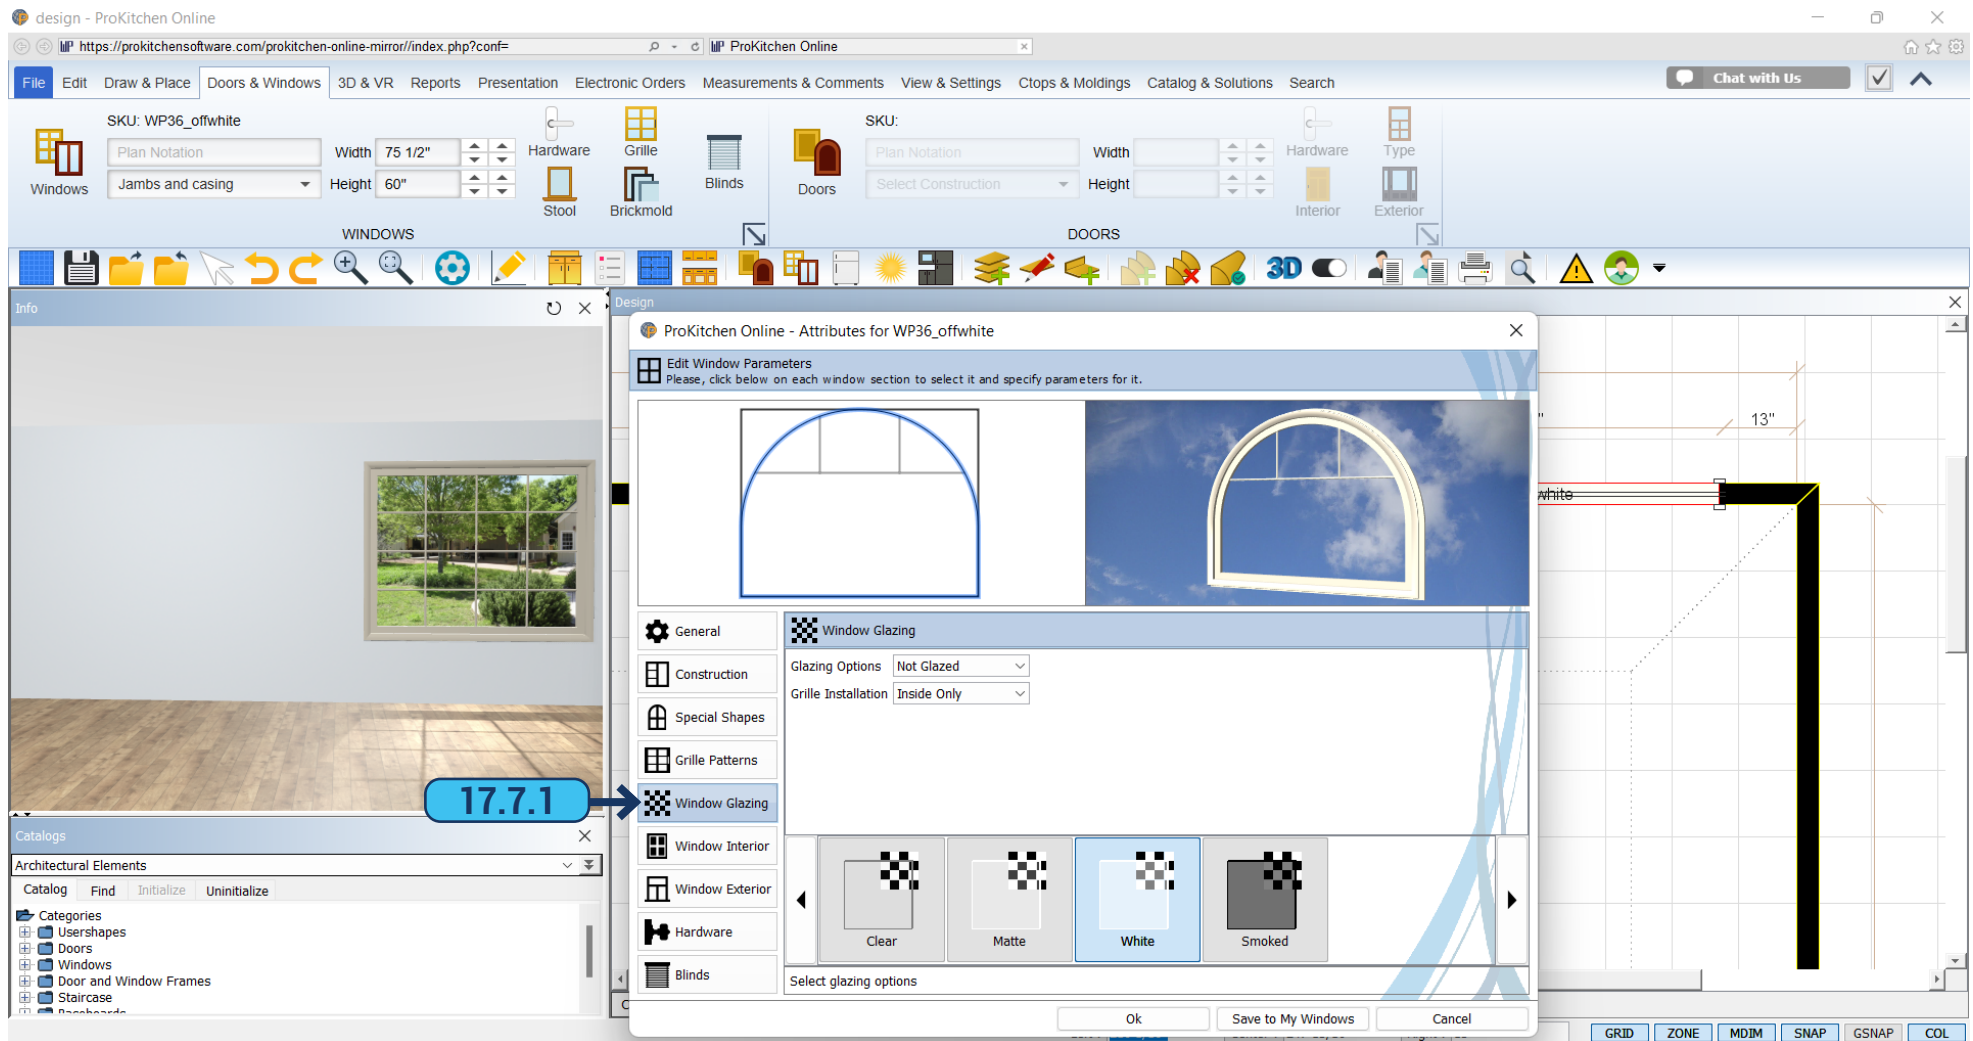 design - ProKitchen Online
https://prokitchensoftware.com/prokitchen-online-mirror//index.php?conf=
ProKitchen Online
File Edit Draw & Place Doors & Windows 3D & VR Reports Presentation Electronic Orders Measurements & Comments View & Settings Ctops & Moldings Catalog & Solutions Search
Chat with Us
SKU: WP36_offwhite
Plan Notation
Width 75 1/2"
Hardware
Grille
Windows
Jambs and casing
Height 60"
Stool
Brickmold
Blinds
WINDOWS
Doors
SKU:
Plan Notation
Width
Hardware
Type
Select Construction
Height
Interior
Exterior
DOORS
3D
Info
Design
ProKitchen Online - Attributes for WP36_offwhite
Edit Window Parameters
Please, click below on each window section to select it and specify parameters for it.
"
13"
white
General
Construction
Special Shapes
Grille Patterns
17.7.1
Window Glazing
Window Interior
Window Exterior
Hardware
Blinds
Window Glazing
Glazing Options Not Glazed
Grille Installation Inside Only
Clear
Matte
White
Smoked
Select glazing options
Ok
Save to My Windows
Cancel
Catalogs
Architectural Elements
Catalog Find Initialize Uninitialize
Categories
Usershapes
Doors
Windows
Door and Window Frames
Staircase
Baseboards
GRID ZONE MDIM SNAP GSNAP COL